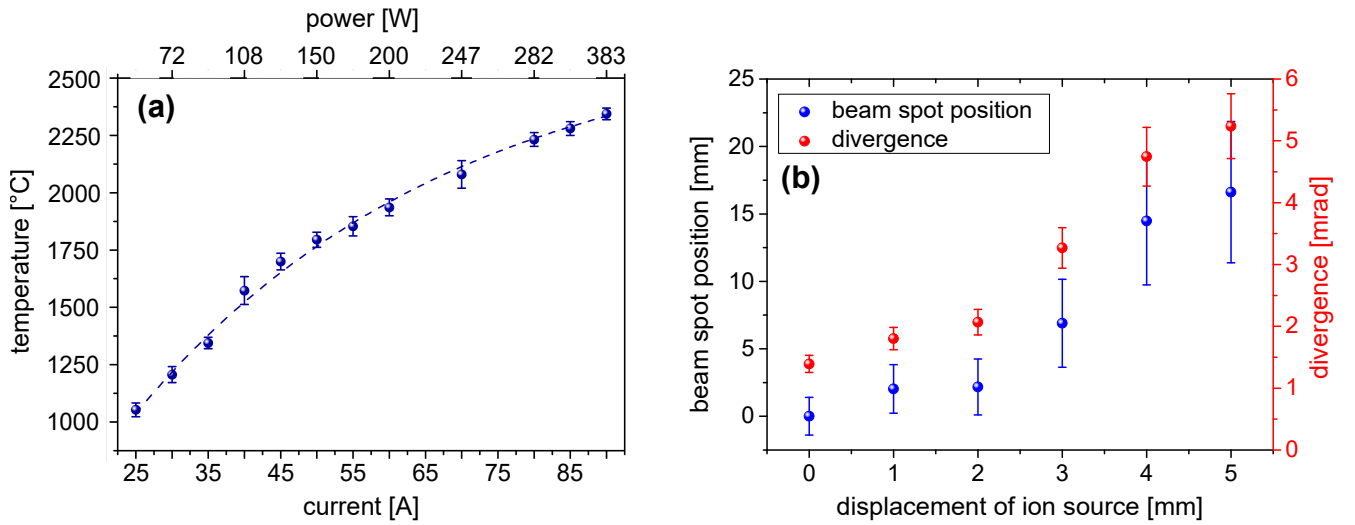 power [W]
72 108 150 200 247 282 383
(a)
2500
2250
2000
1750
1500
1250
1000
temperature [°C]
25 35 45 55 65 75 85
current [A]
beam spot position
divergence
(b)
25
20
15
10
5
0
beam spot position [mm]
6
5
4
3
2
1
0
divergence [mrad]
0 1 2 3 4 5
displacement of ion source [mm]